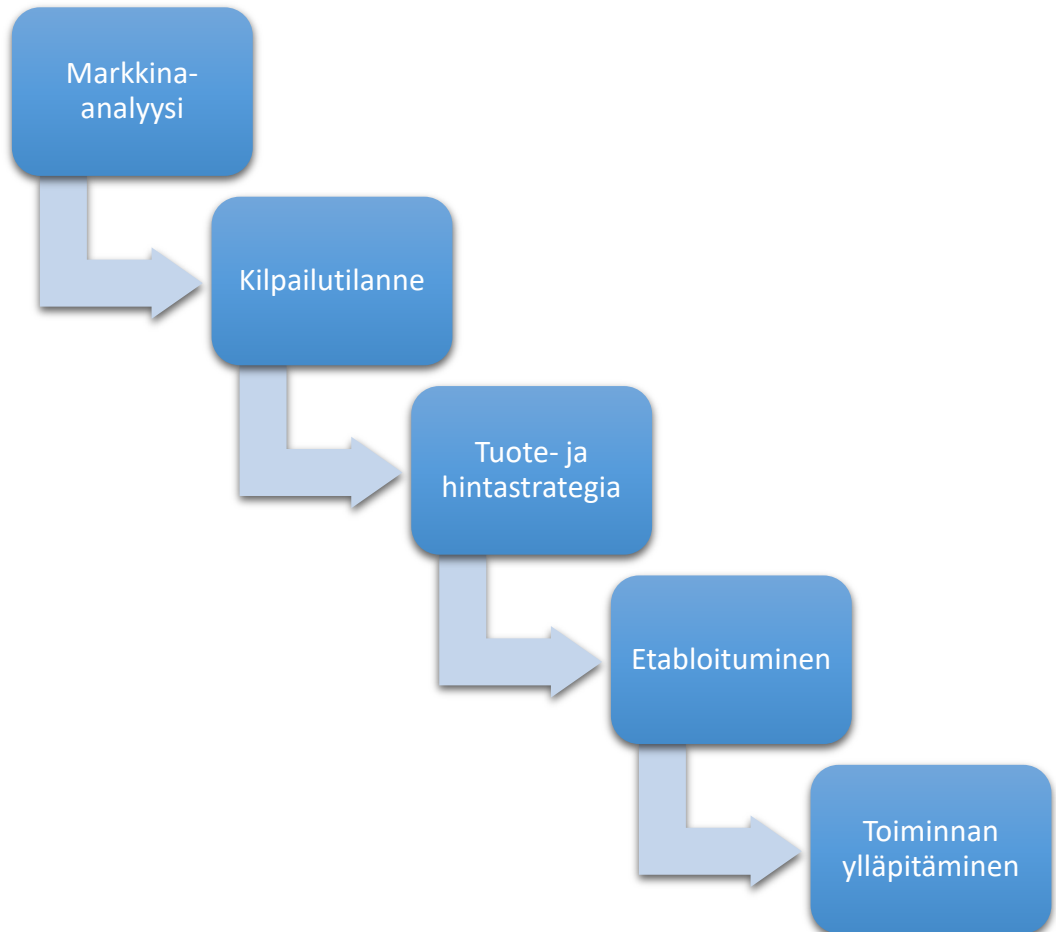 Markkina-
analyysi
Kilpailutilanne
Tuote- ja
hintastrategia
Etabloituminen
Toiminnan
ylläpitäminen